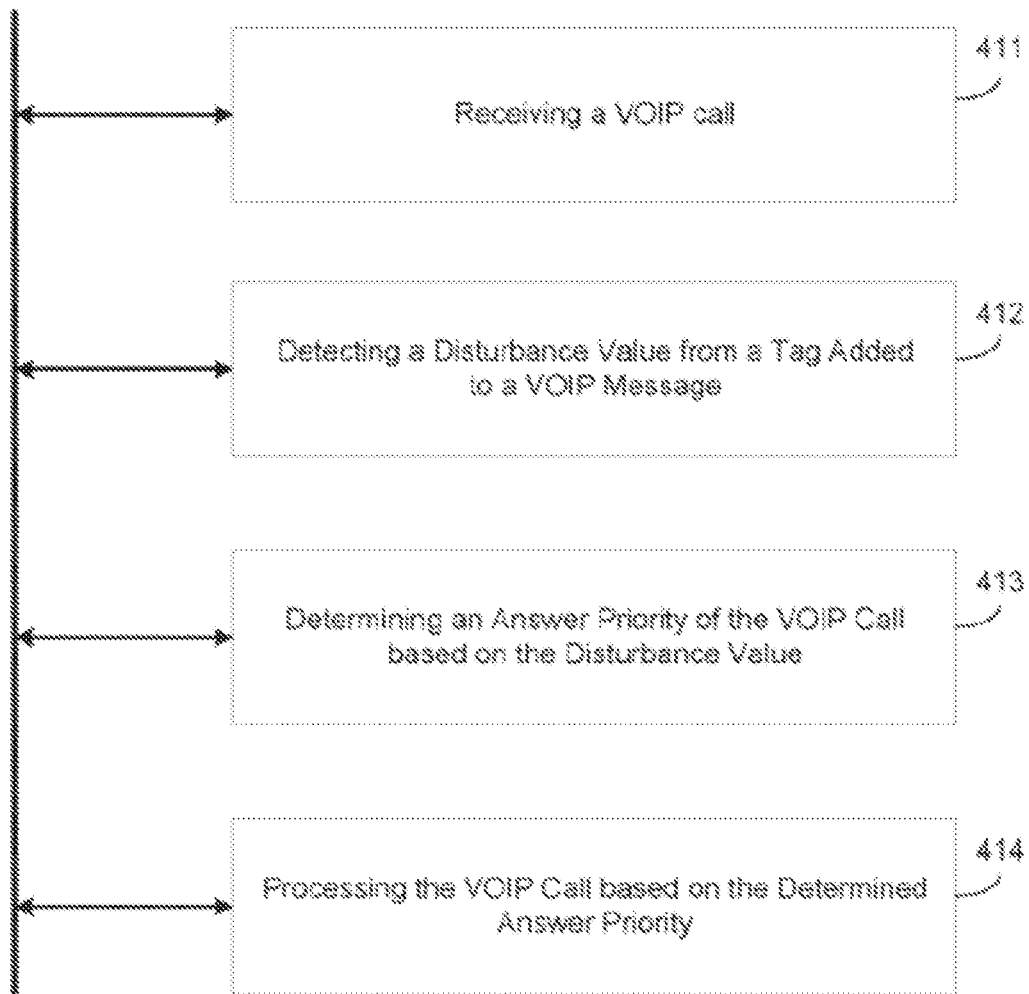 411
Receiving a VOIP call
412
Detecting a Disturbance Value from a Tag Added
to a VOIP Message
413
Determining an Answer Priority of the VOIP Call
based on the Disturbance Value
414
Processing the VOIP Call based on the Determined
Answer Priority